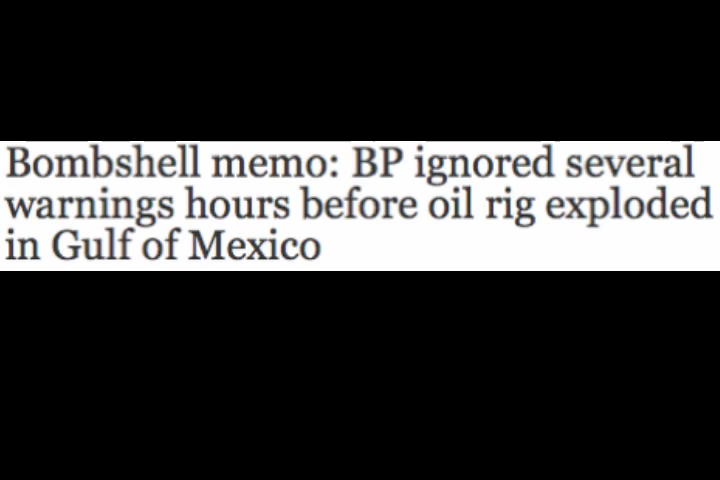 Bombshell memo: BP ignored several
warnings hours before oil rig exploded
in Gulf of Mexico